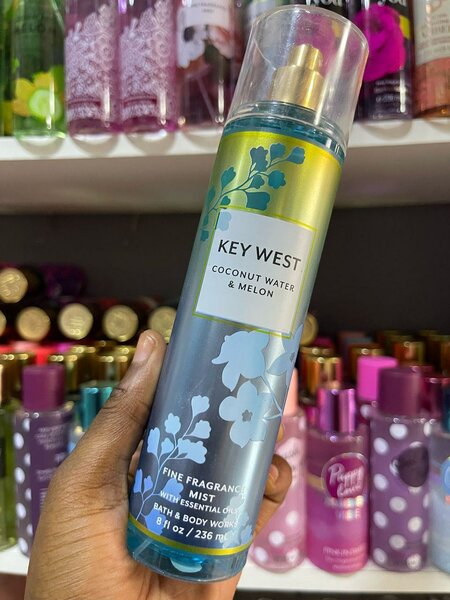 KEY WEST
COCONUT WATER
& MELON
FINE FRAGRANCE
MIST
WITH ESSENTIAL OILS
BATH & BODY WORKS
8 fl oz / 236 mL